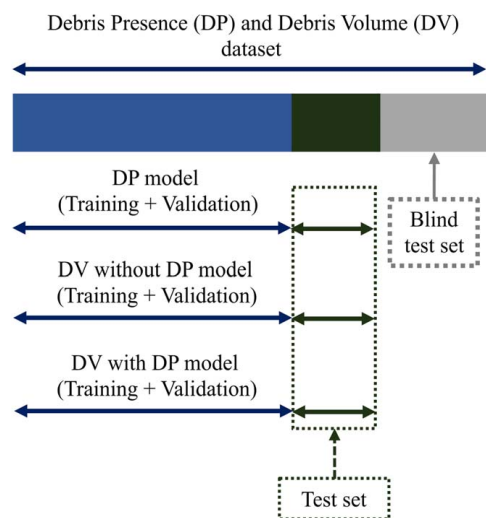 Debris Presence (DP) and Debris Volume (DV)
dataset
DP model
(Training + Validation)
Blind
test set
DV without DP model
(Training + Validation)
DV with DP model
(Training + Validation)
Test set